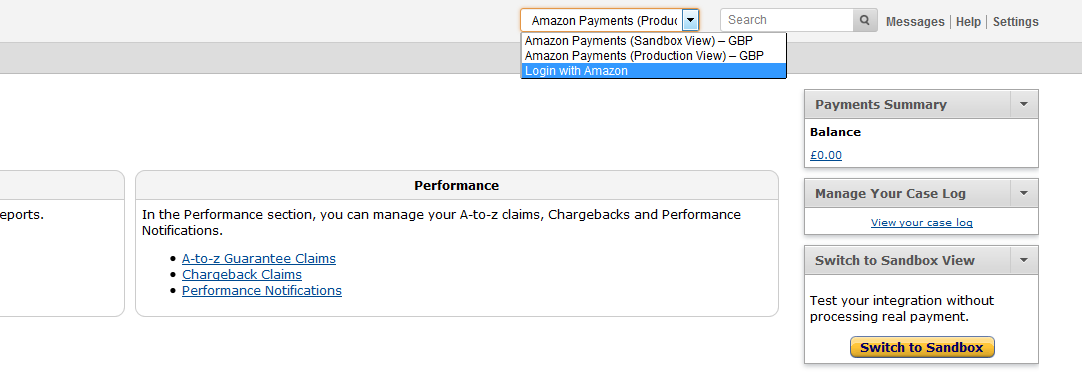 Amazon Payments (Produc
Search
Messages | Help | Settings
Amazon Payments (Sandbox View) – GBP
Amazon Payments (Production View) – GBP
Login with Amazon
Payments Summary
Balance
£0.00
Manage Your Case Log
View your case log
Switch to Sandbox View
Test your integration without
processing real payment.
Switch to Sandbox
eports.
Performance
In the Performance section, you can manage your A-to-z claims, Chargebacks and Performance
Notifications.
• A-to-z Guarantee Claims
• Chargeback Claims
• Performance Notifications